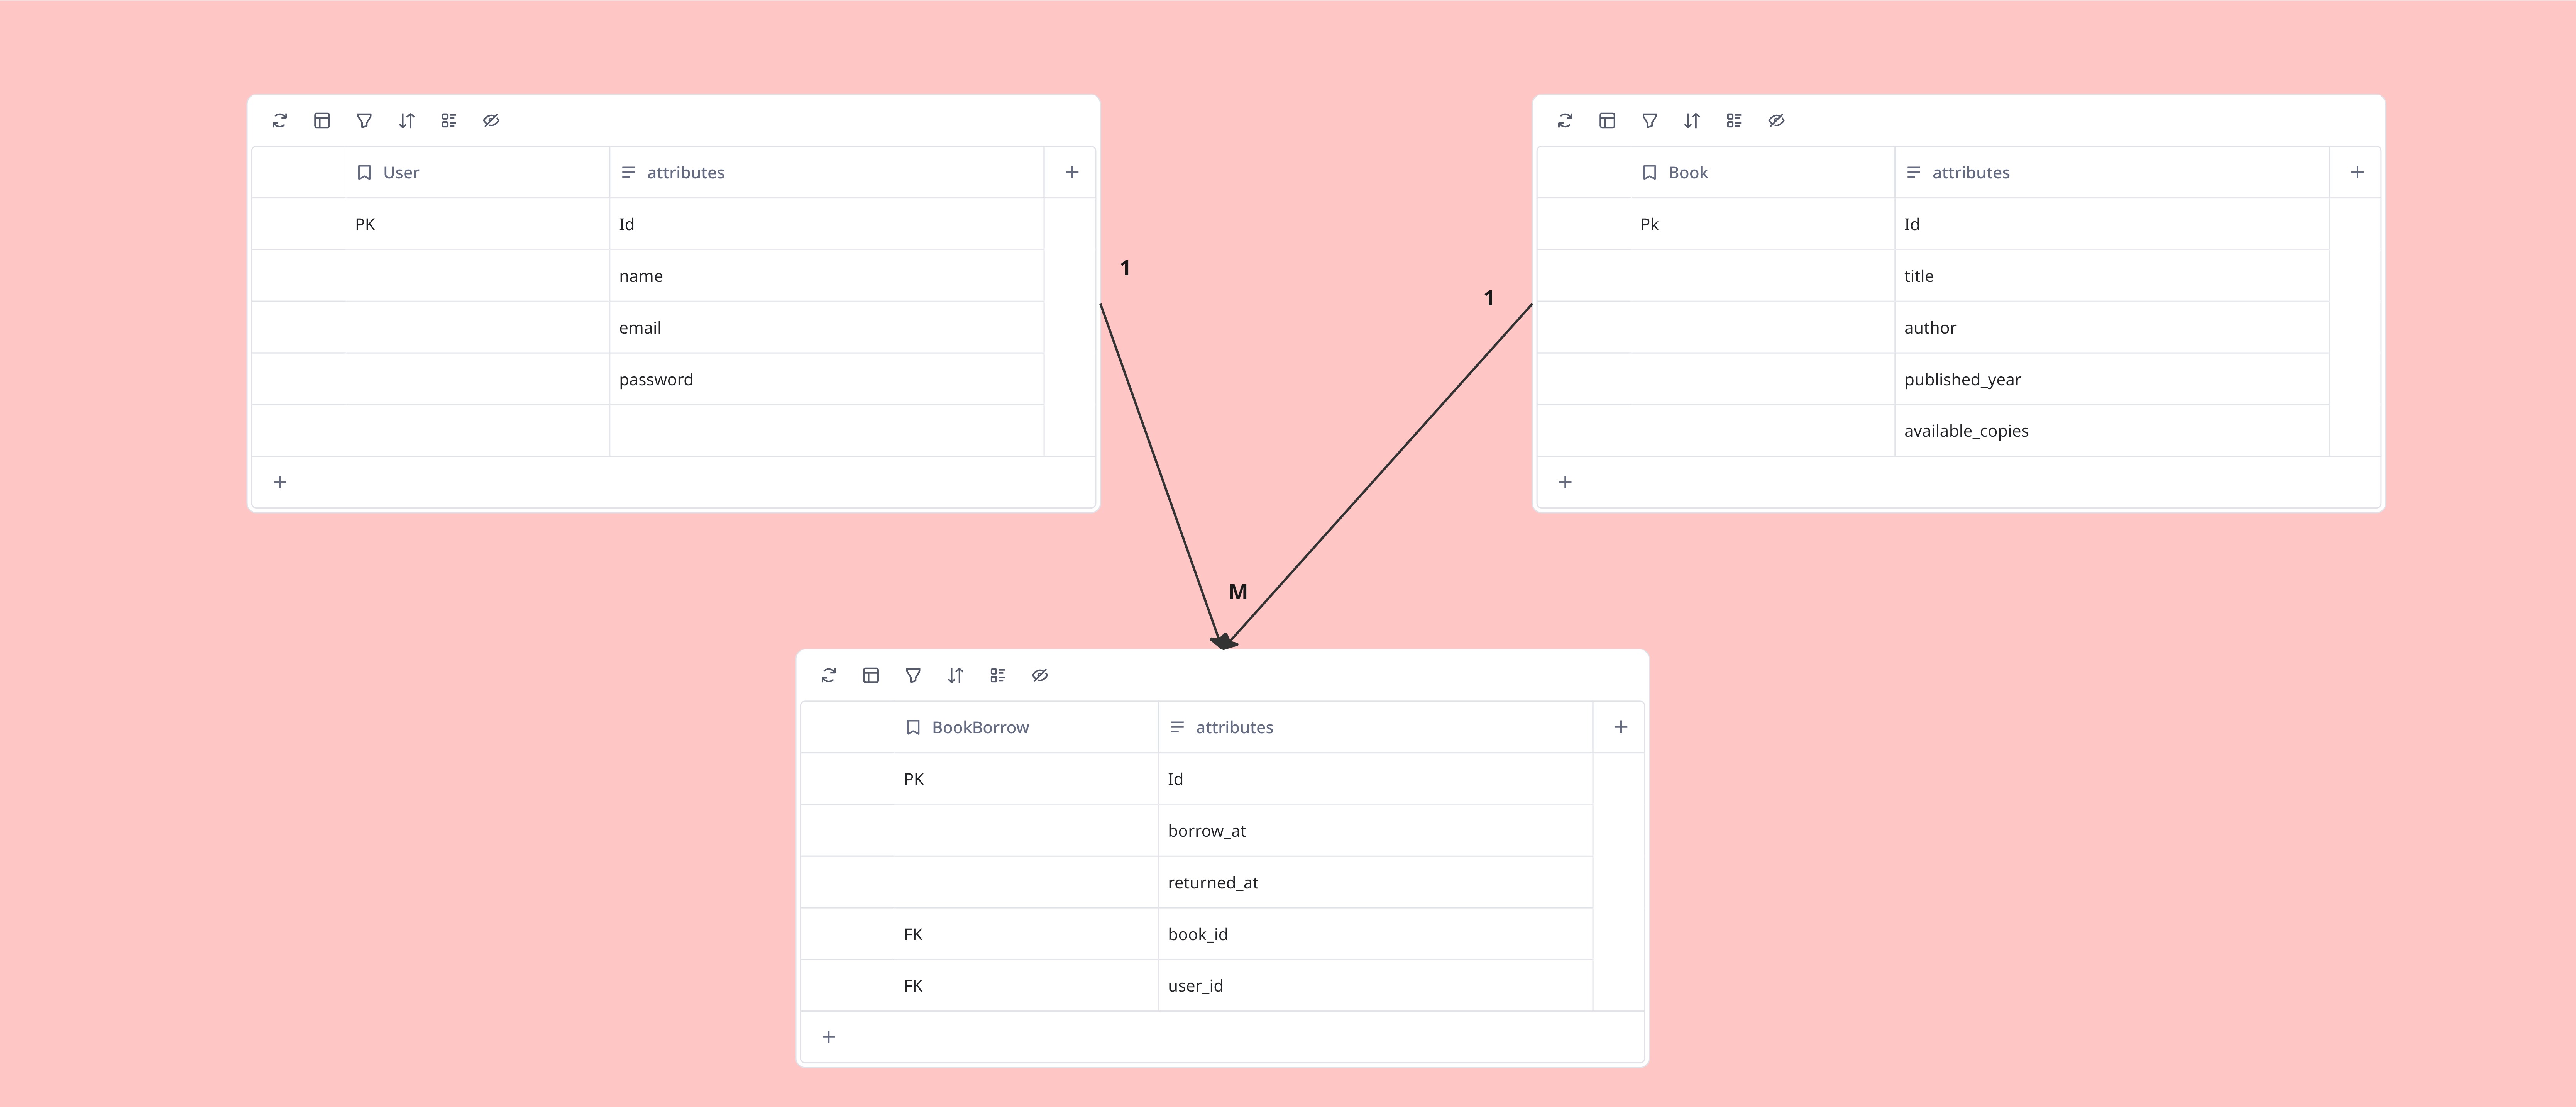 User attributes
PK Id
name
email
password
Book attributes
Pk Id
title
author
published_year
available_copies
1
1
M
BookBorrow attributes
PK Id
borrow_at
returned_at
FK book_id
FK user_id